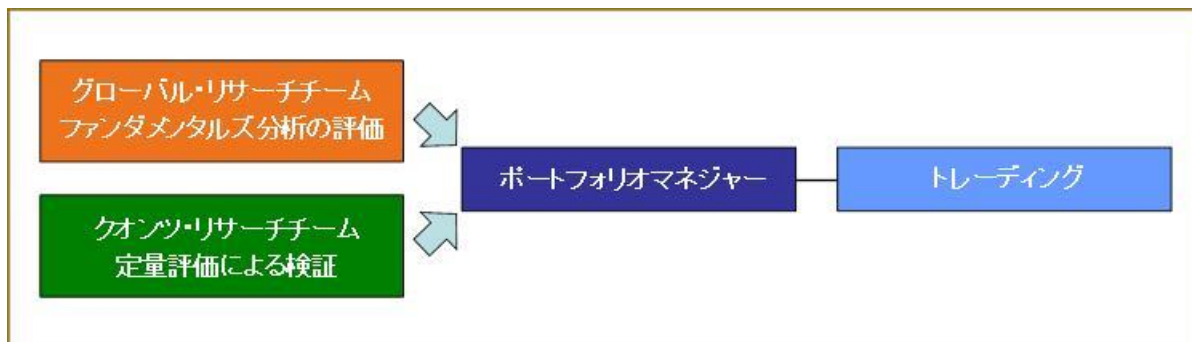 グローバル・リサーチチーム
ファンダメンタルズ分析の評価
クオンツ・リサーチチーム
定量評価による検証
ポートフォリオマネジャー
トレーディング